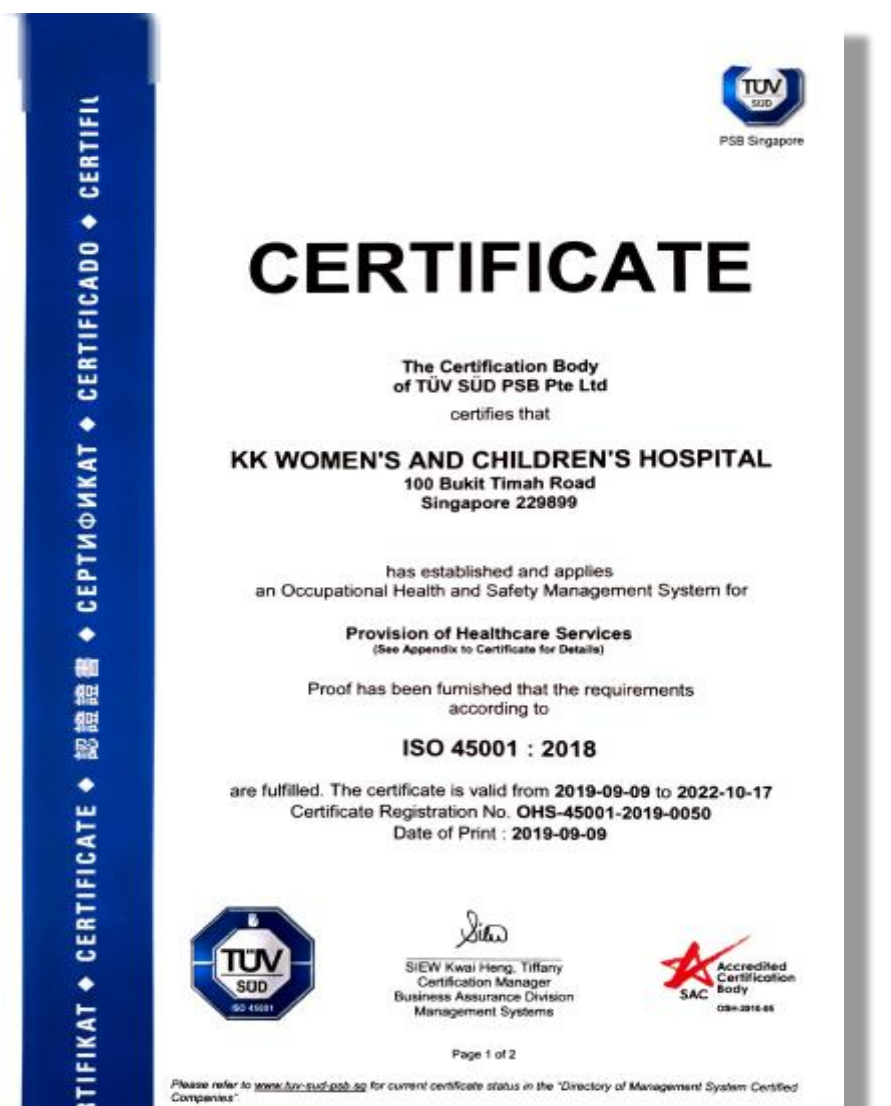 TÜV
SÜD
PSB Singapore
CERTIFICATE
The Certification Body
of TÜV SÜD PSB Pte Ltd
certifies that
KK WOMEN'S AND CHILDREN'S HOSPITAL
100 Bukit Timah Road
Singapore 229899
has established and applies
an Occupational Health and Safety Management System for
Provision of Healthcare Services
(See Appendix to Certificate for Details)
Proof has been furnished that the requirements
according to
ISO 45001 : 2018
are fulfilled. The certificate is valid from 2019-09-09 to 2022-10-17
Certificate Registration No. OHS-45001-2019-0050
Date of Print : 2019-09-09
TÜV
SÜD
ISO 45001
SIEW Kwai Heng, Tiffany
Certification Manager
Business Assurance Division
Management Systems
SAC
Accredited
Certification
Body
Page 1 of 2
Please refer to www.tuv-sud-psb.sg for current certificate status in the "Directory of Management System Certified
Companies".
TIFIKAT ◆ CERTIFICATE ◆ 認證證書 ◆ СЕРТИФИКАТ ◆ CERTIFICADO ◆ CERTIFI